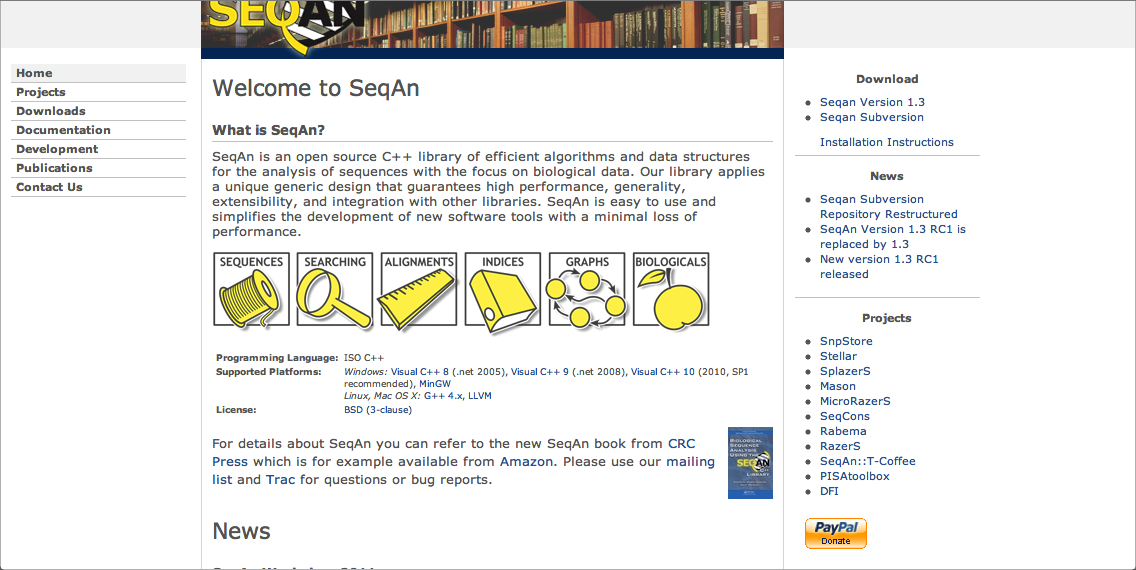 SEQAN
Home
Projects
Downloads
Documentation
Development
Publications
Contact Us
Welcome to SeqAn
What is SeqAn?
SeqAn is an open source C++ library of efficient algorithms and data structures
for the analysis of sequences with the focus on biological data. Our library applies
a unique generic design that guarantees high performance, generality,
extensibility, and integration with other libraries. SeqAn is easy to use and
simplifies the development of new software tools with a minimal loss of
performance.
SEQUENCES SEARCHING ALIGNMENTS INDICES GRAPHS BIOLOGICALS
Programming Language: ISO C++
Supported Platforms: Windows: Visual C++ 8 (.net 2005), Visual C++ 9 (.net 2008), Visual C++ 10 (2010, SP1
recommended), MinGW
Linux, Mac OS X: G++ 4.x, LLVM
License: BSD (3-clause)
For details about SeqAn you can refer to the new SeqAn book from CRC
Press which is for example available from Amazon. Please use our mailing
list and Trac for questions or bug reports.
BIOLOGICAL
SEQUENCE
ANALYSIS
USING THE
SEQAN
C++
LIBRARY
News
Download
Seqan Version 1.3
Seqan Subversion
Installation Instructions
News
Seqan Subversion
Repository Restructured
SeqAn Version 1.3 RC1 is
replaced by 1.3
New version 1.3 RC1
released
Projects
SnpStore
Stellar
SplazerS
Mason
MicroRazerS
SeqCons
Rabema
RazerS
SeqAn::T-Coffee
PISAtoolbox
DFI
PayPal
Donate